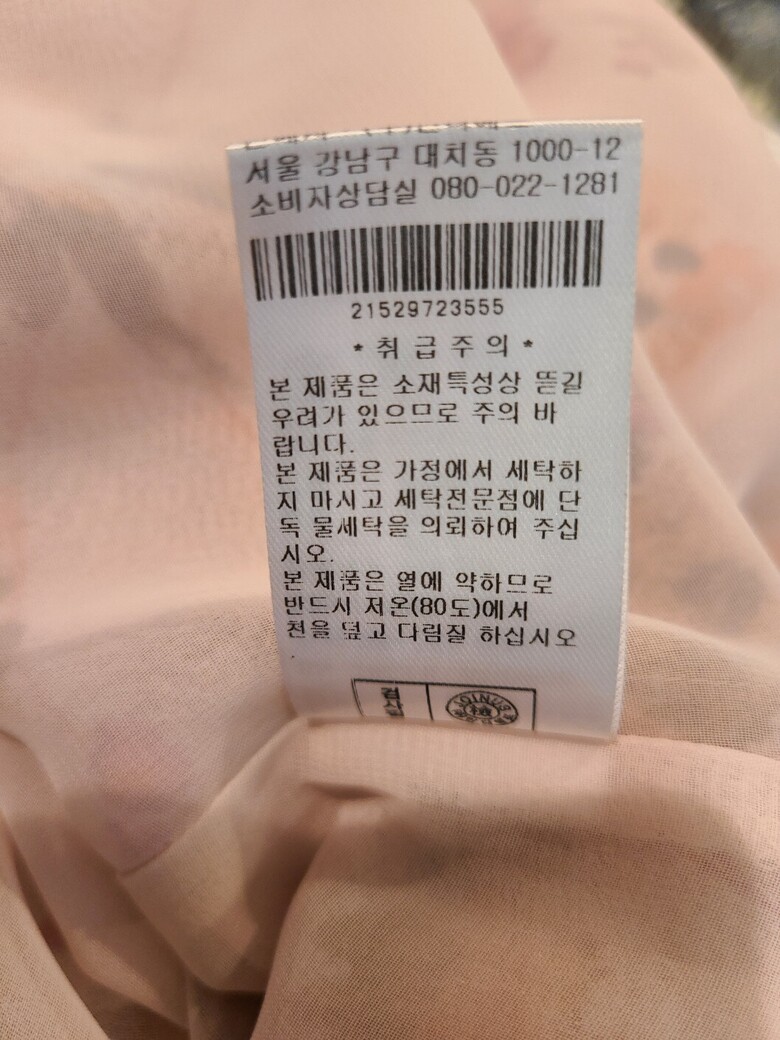 서울 강남구 대치동 1000-12
소비자상담실 080-022-1281
21529723555
* 취 급 주 의 *
본 제품은 소재특성상 뜯길
우려가 있으므로 주의 바
랍니다.
본 제품은 가정에서 세탁하
지 마시고 세탁전문점에 단
독 물세탁을 의뢰하여 주십
시오.
본 제품은 열에 약하므로
반드시 저온(80도)에서
천을 덮고 다림질 하십시오
.
검사필
JOINUS